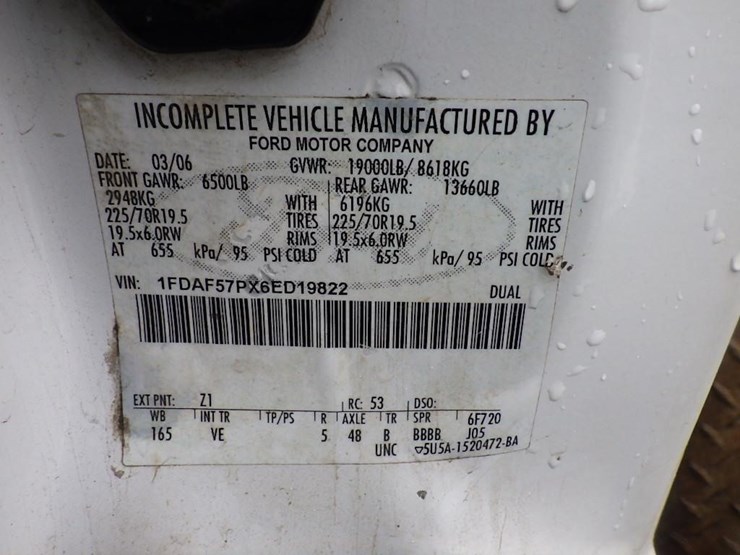 INCOMPLETE VEHICLE MANUFACTURED BY
FORD MOTOR COMPANY
DATE: 03/06 GVWR: 19000LB/ 8618KG
FRONT GAWR: 6500LB REAR GAWR: 13660LB
2948KG WITH 6196KG WITH
225/70R19.5 TIRES 225/70R19.5 TIRES
19.5x6.0RW RIMS 19.5x6.0RW RIMS
AT 655 kPa/ 95 PSI COLD AT 655 kPa/ 95 PSI COLD
VIN: 1FDAF57PX6ED19822 DUAL
EXT PNT: Z1 RC: 53 DSO:
WB INT TR TP/PS R AXLE TR SPR 6F720
165 VE 5 48 B BBBB J05
UNC ▽5U5A-1520472-BA